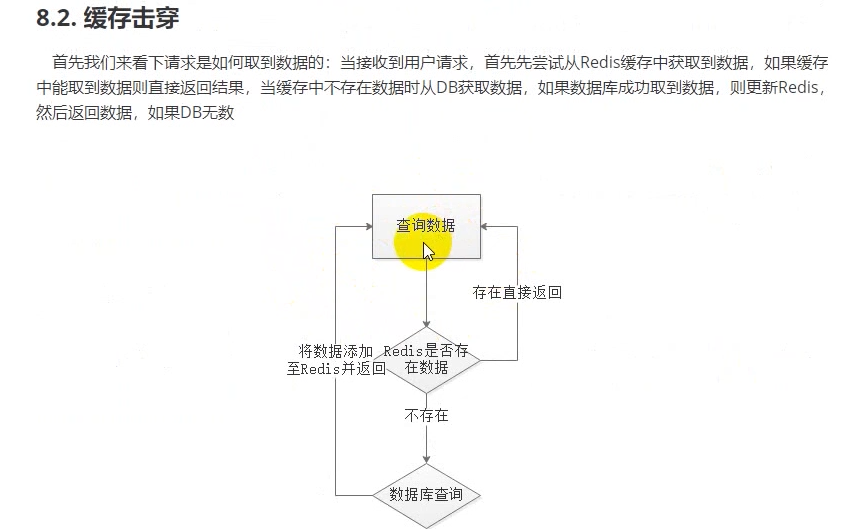 8.2. 缓存击穿
首先我们来看下请求是如何取到数据的：当接收到用户请求，首先先尝试从Redis缓存中获取到数据，如果缓存
中能取到数据则直接返回结果，当缓存中不存在数据时从DB获取数据，如果数据库成功取到数据，则更新Redis，
然后返回数据，如果DB无数
查询数据
存在直接返回
将数据添加
至Redis并返回
Redis是否存
在数据
不存在
数据库查询